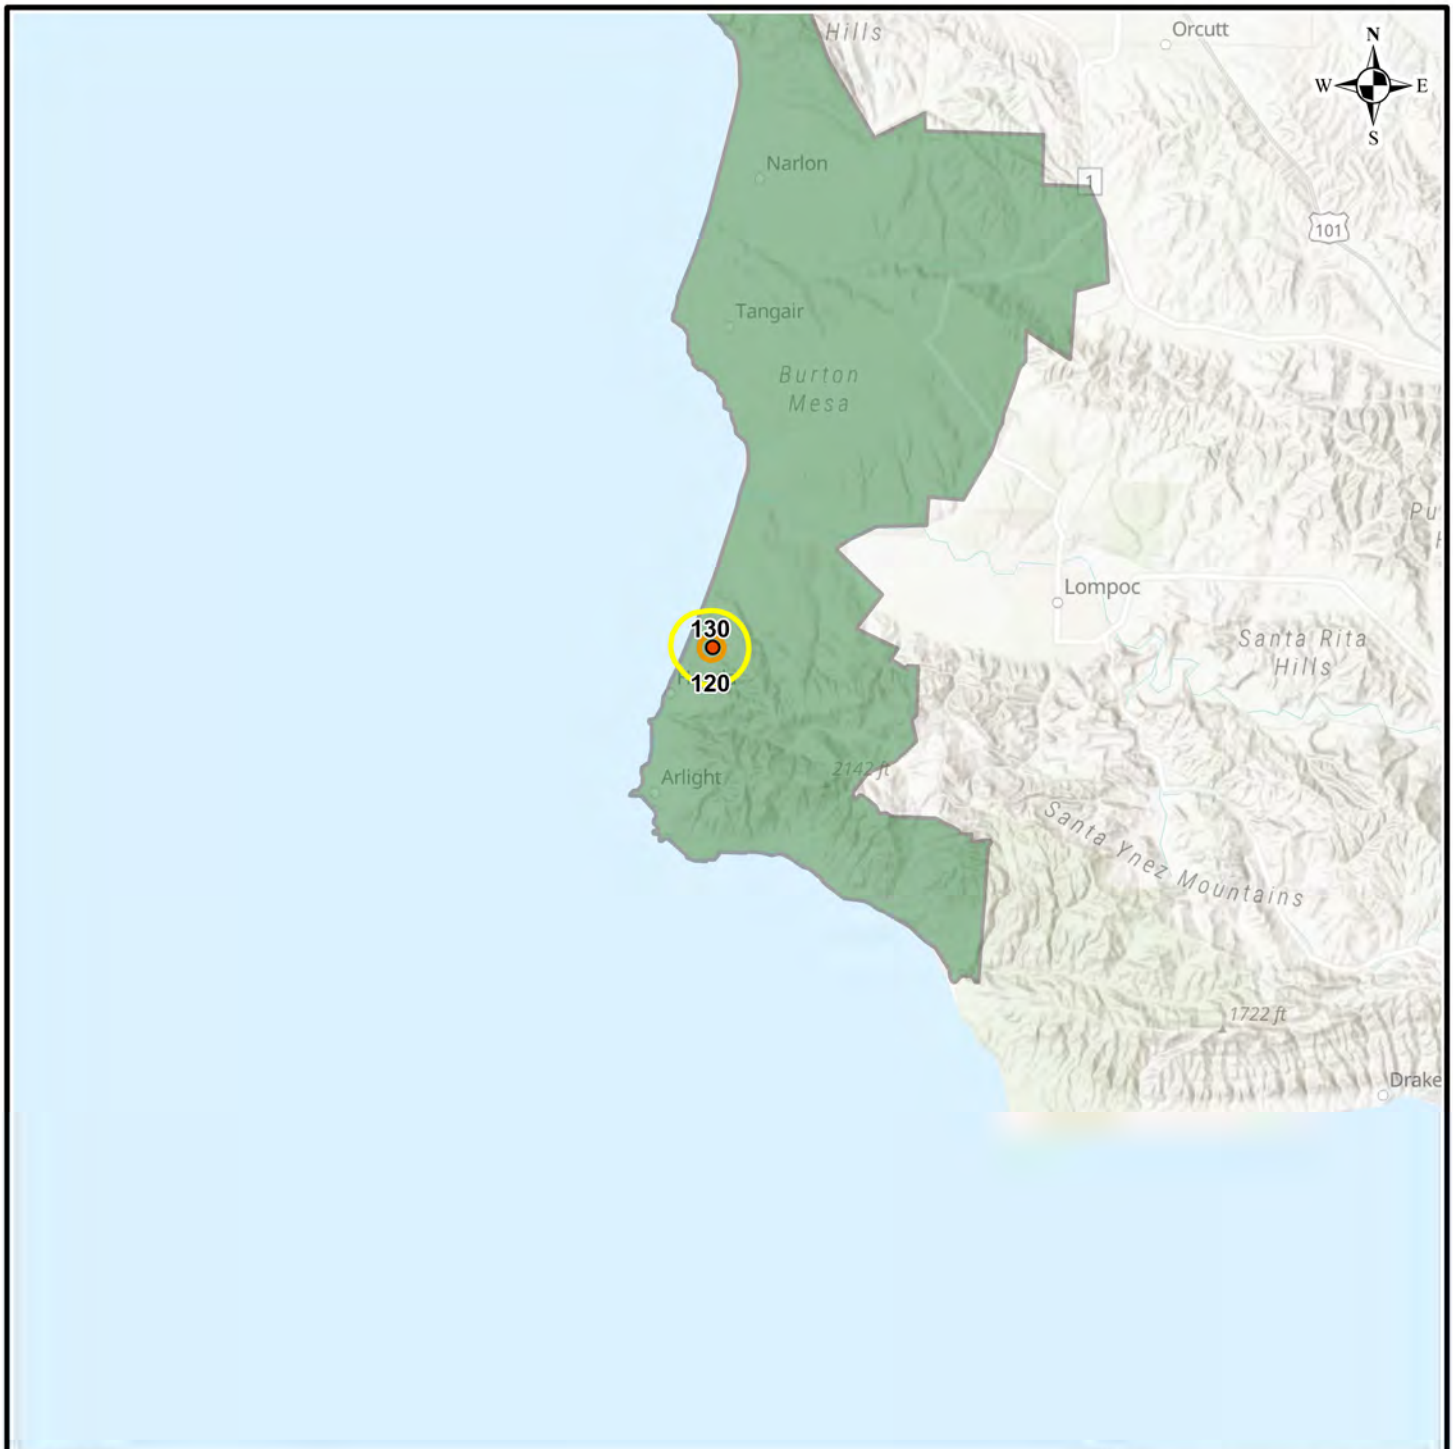 Hills
Orcutt
N
W
E
S
Narlon
1
101
Tangair
Burton
Mesa
Lompoc
130
Santa Rita
Hills
120
Arlight
2142 ft
Santa Ynez Mountains
1722 ft
Drake